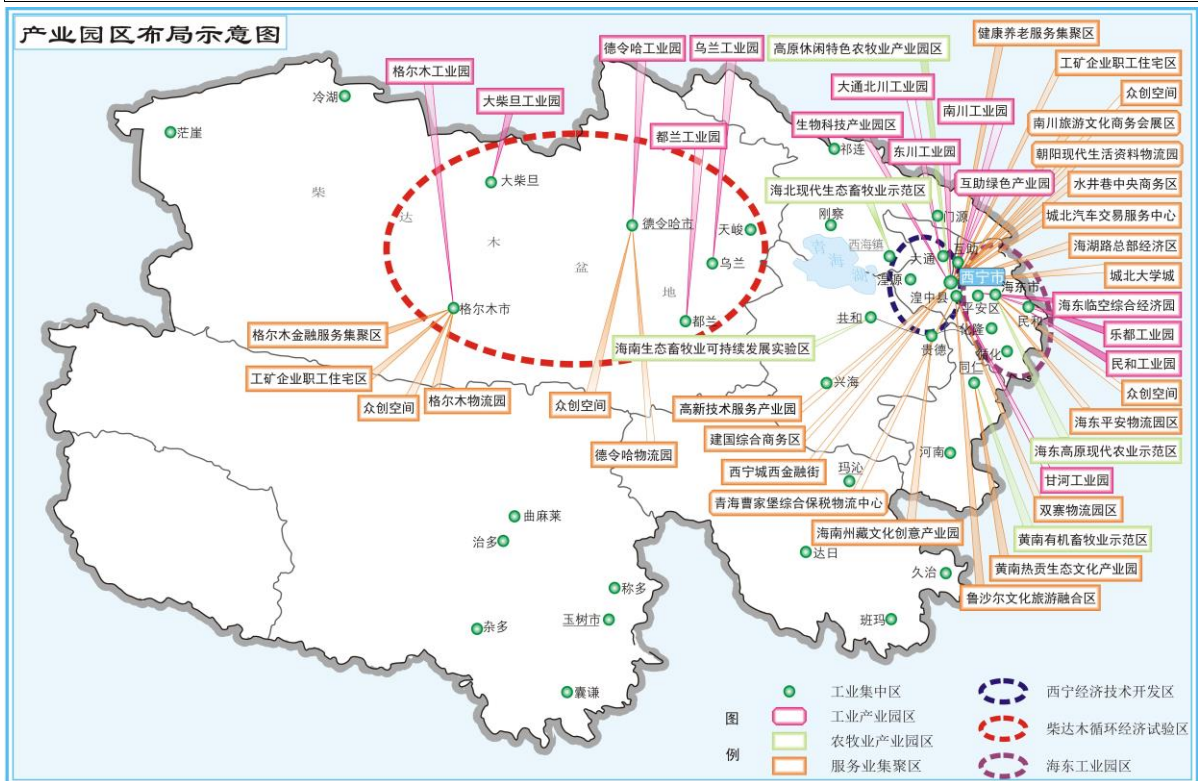 产业园区布局示意图
格尔木工业园
大柴旦工业园
德令哈工业园
乌兰工业园
都兰工业园
高原休闲特色农牧业产业园区
大通北川工业园
生物科技产业园区
东川工业园
南川工业园
互助绿色产业园
海北现代生态畜牧业示范区
健康养老服务集聚区
工矿企业职工住宅区
众创空间
南川旅游文化商务会展区
朝阳现代生活资料物流园
水井巷中央商务区
城北汽车交易服务中心
海湖路总部经济区
城北大学城
海东临空综合经济园
乐都工业园
民和工业园
众创空间
海东平安物流园区
海东高原现代农业示范区
甘河工业园
双寨物流园区
黄南有机畜牧业示范区
黄南热贡生态文化产业园
鲁沙尔文化旅游融合区
海南州藏文化创意产业园
青海曹家堡综合保税物流中心
西宁城西金融街
建国综合商务区
高新技术服务产业园
海南生态畜牧业可持续发展实验区
格尔木金融服务集聚区
工矿企业职工住宅区
众创空间
格尔木物流园
众创空间
德令哈物流园
冷湖
茫崖
大柴旦
德令哈市
天峻
乌兰
都兰
格尔木市
柴
达
木
盆
地
祁连
刚察
青海湖
西海镇
门源
大通
互助
湟源
西宁市
湟中县
平安区
海东市
民和
化隆
循化
贵德
共和
同仁
兴海
河南
玛沁
达日
久治
班玛
曲麻莱
治多
称多
玉树市
杂多
囊谦
图
例
工业集中区
工业产业园区
农牧业产业园区
服务业集聚区
西宁经济技术开发区
柴达木循环经济试验区
海东工业园区